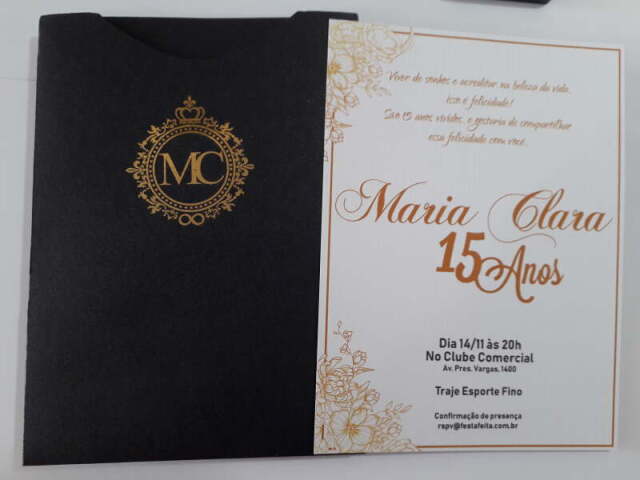 MC
Viver de sonhos e acreditar na beleza da vida,
isso é felicidade!
São 15 anos vividos, e gostaria de compartilhar
essa felicidade com você.
Maria Clara
15 Anos
Dia 14/11 às 20h
No Clube Comercial
Av. Pres. Vargas, 1400
Traje Esporte Fino
Confirmação de presença
rspv@festafeita.com.br